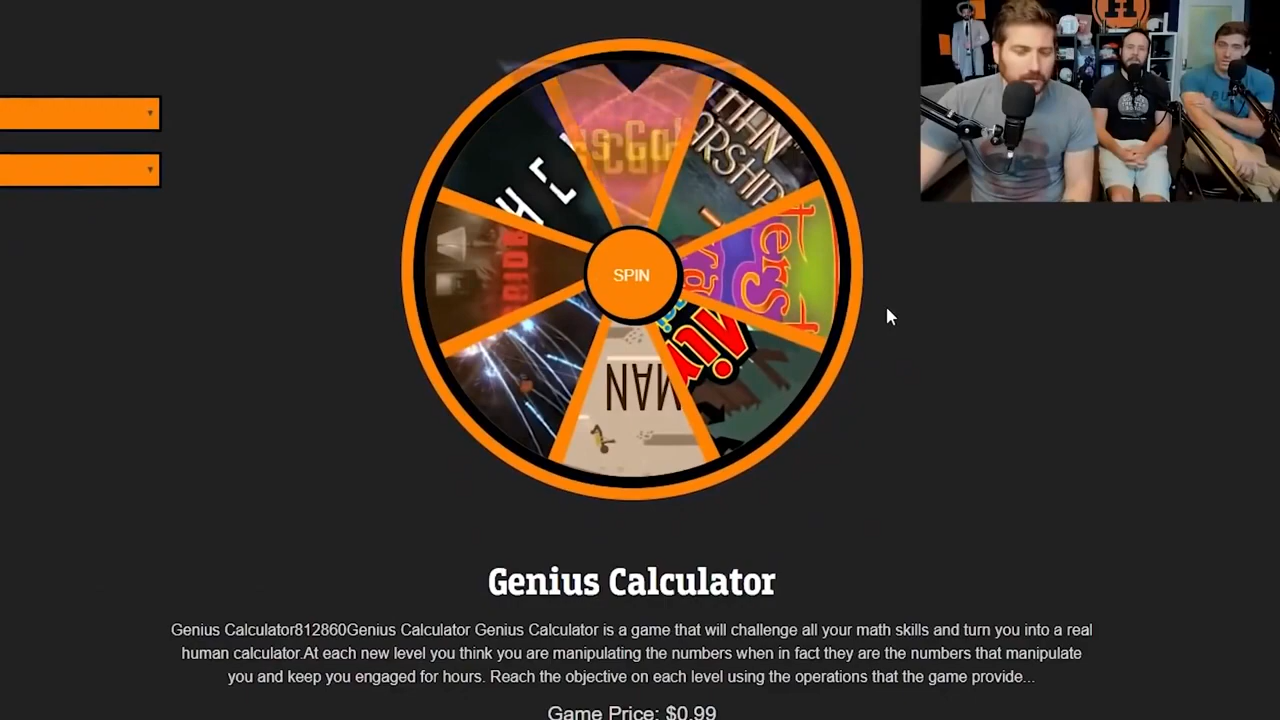 SPIN
MAN
Genius Calculator
Genius Calculator812860Genius Calculator Genius Calculator is a game that will challenge all your math skills and turn you into a real
human calculator.At each new level you think you are manipulating the numbers when in fact they are the numbers that manipulate
you and keep you engaged for hours. Reach the objective on each level using the operations that the game provide...
Game Price: $0.99